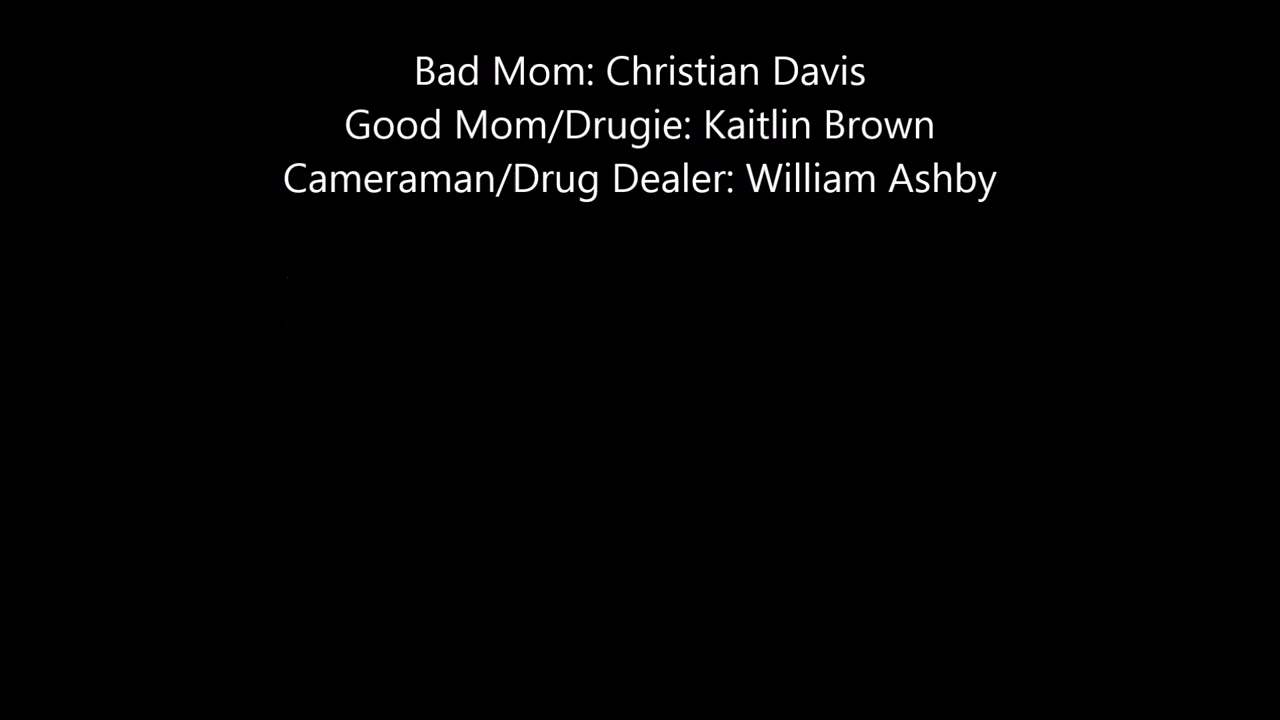 Bad Mom: Christian Davis
Good Mom/Drugie: Kaitlin Brown
Cameraman/Drug Dealer: William Ashby